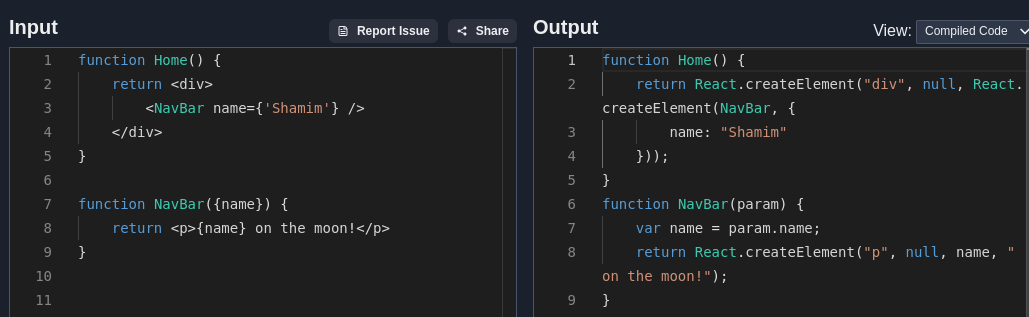 Input
Report Issue
Share
1 function Home() {
2     return <div>
3         <NavBar name={'Shamim'} />
4     </div>
5 }
6
7 function NavBar({name}) {
8     return <p>{name} on the moon!</p>
9 }
10
11
Output
View: Compiled Code
1 function Home() {
2     return React.createElement("div", null, React.
createElement(NavBar, {
3         name: "Shamim"
4     }));
5 }
6 function NavBar(param) {
7     var name = param.name;
8     return React.createElement("p", null, name, "
on the moon!");
9 }